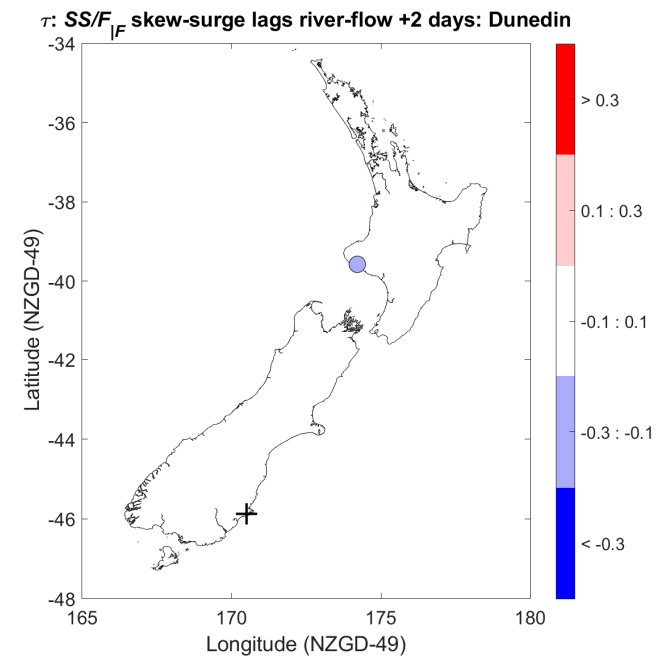 τ: SS/F|F skew-surge lags river-flow +2 days: Dunedin
-34
-36
-38
-40
-42
-44
-46
-48
165
170
175
180
Latitude (NZGD-49)
Longitude (NZGD-49)
> 0.3
0.1 : 0.3
-0.1 : 0.1
-0.3 : -0.1
< -0.3